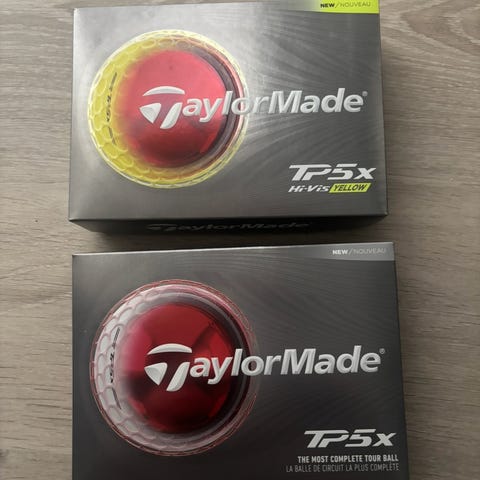 NEW / NOUVEAU
TaylorMade®
TP5x
Hi-Vis YELLOW
TaylorMade
NEW / NOUVEAU
TaylorMade®
TP5x
THE MOST COMPLETE TOUR BALL
LA BALLE DE CIRCUIT LA PLUS COMPLÈTE